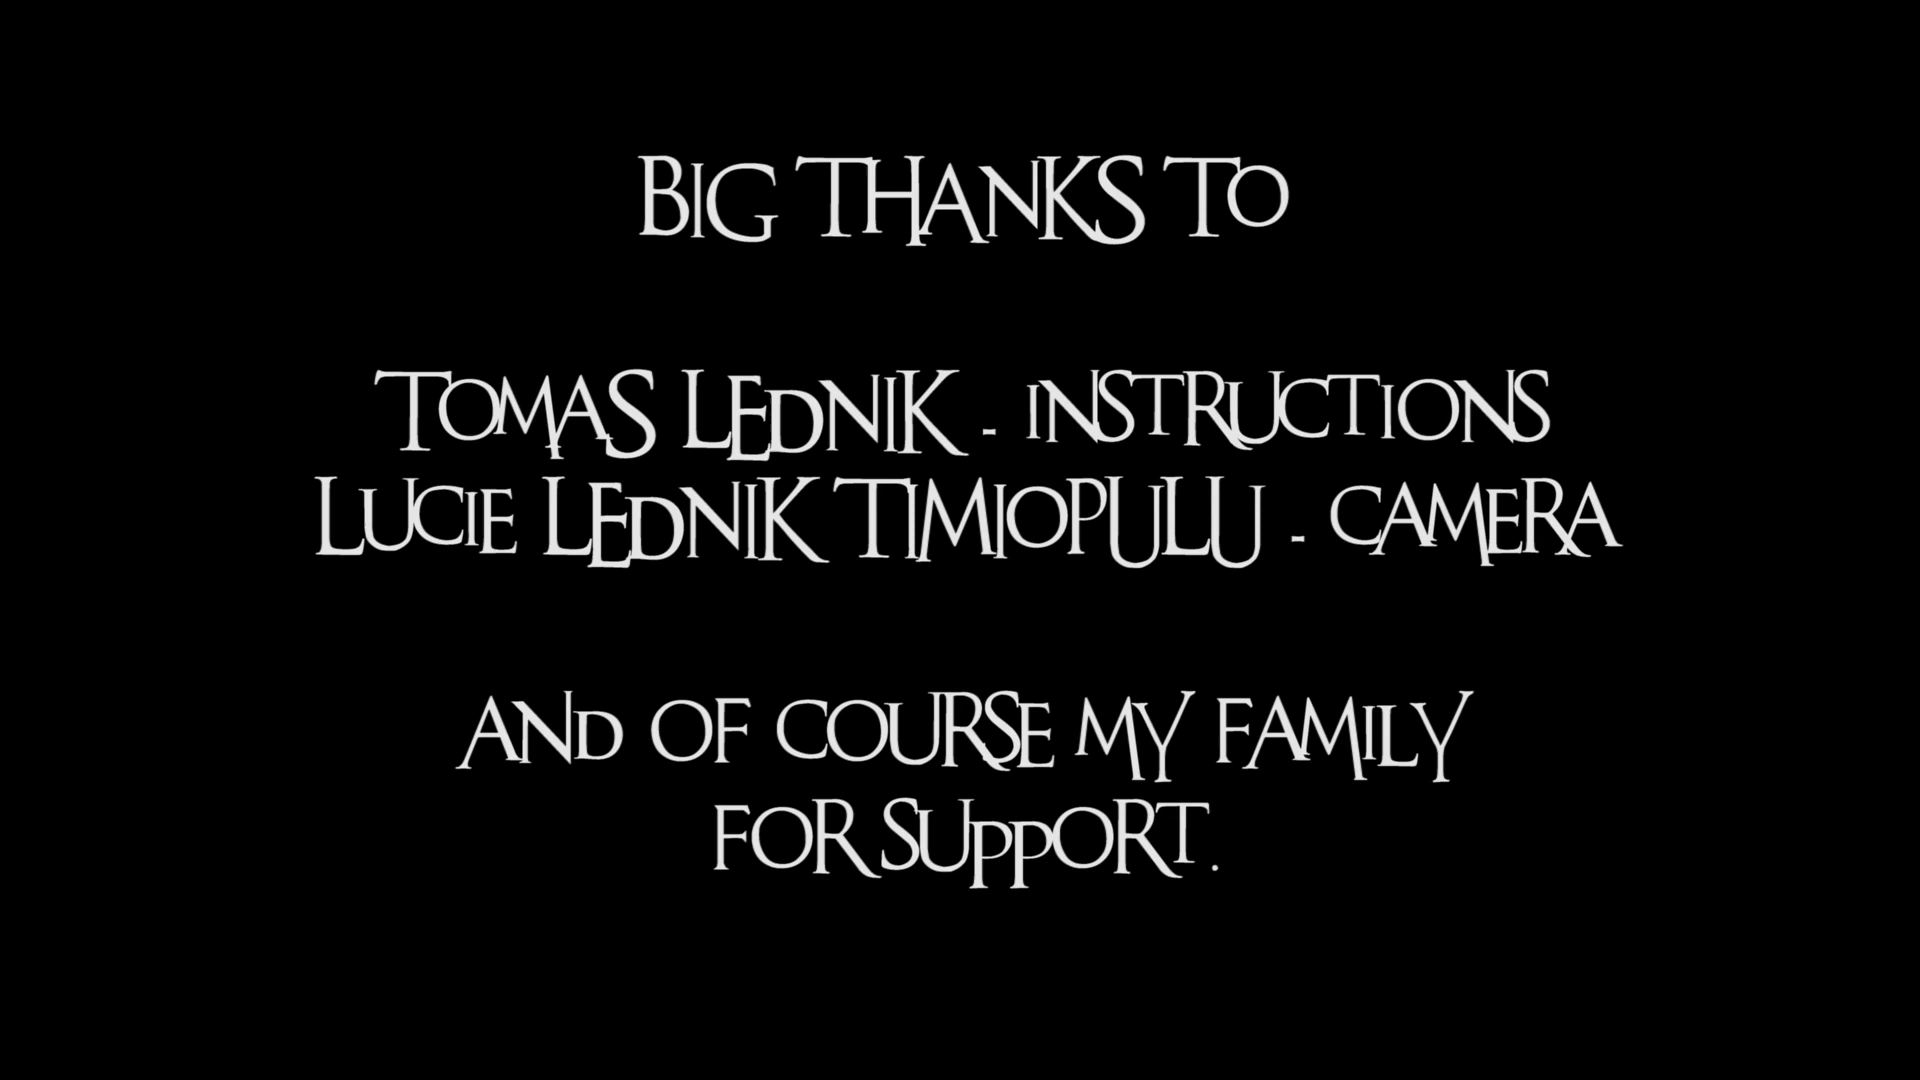 BIG THANKS TO
TOMAS LEDNIK - INSTRUCTIONS
LUCIE LEDNIK TIMIOPULU - CAMERA
AND OF COURSE MY FAMILY
FOR SUPPORT.